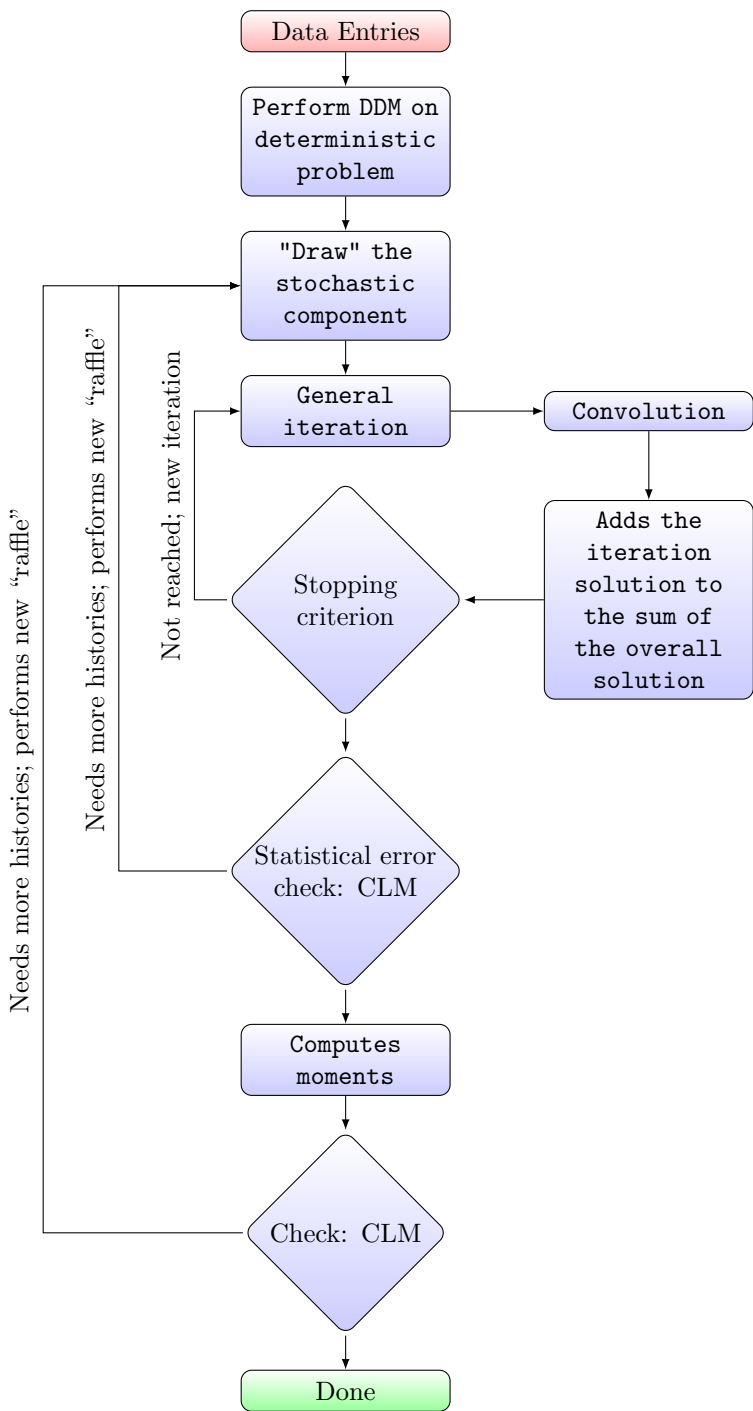 Data Entries
Perform DDM on
deterministic
problem
"Draw" the
stochastic
component
General
iteration
Convolution
Adds the
iteration
solution to
the sum of
the overall
solution
Stopping
criterion
Not reached; new iteration
Statistical error
check: CLM
Needs more histories; performs new “raffle”
Computes
moments
Check: CLM
Needs more histories; performs new “raffle”
Done